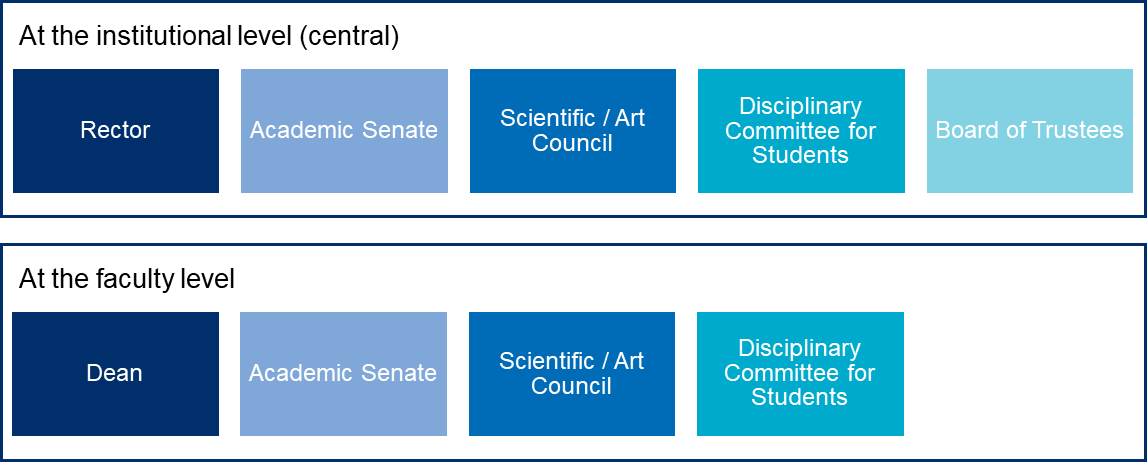 At the institutional level (central)
Rector
Academic Senate
Scientific / Art
Council
Disciplinary
Committee for
Students
Board of Trustees
At the faculty level
Dean
Academic Senate
Scientific / Art
Council
Disciplinary
Committee for
Students